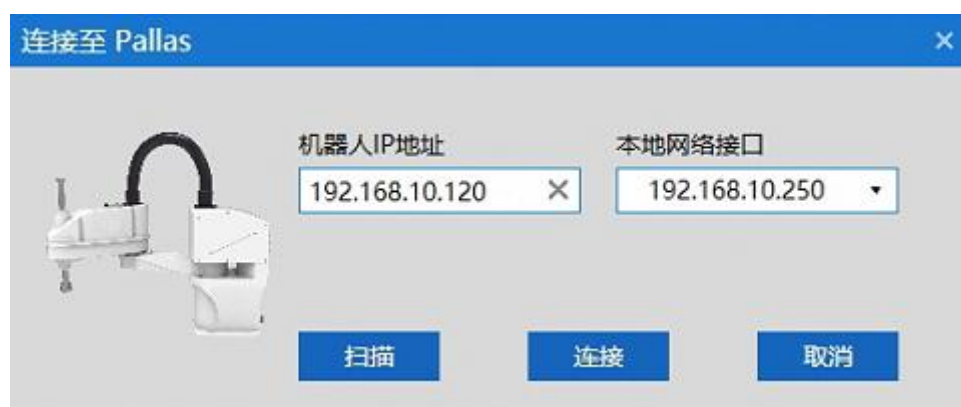 连接至 Pallas
机器人IP地址
本地网络接口
192.168.10.120
192.168.10.250
扫描
连接
取消